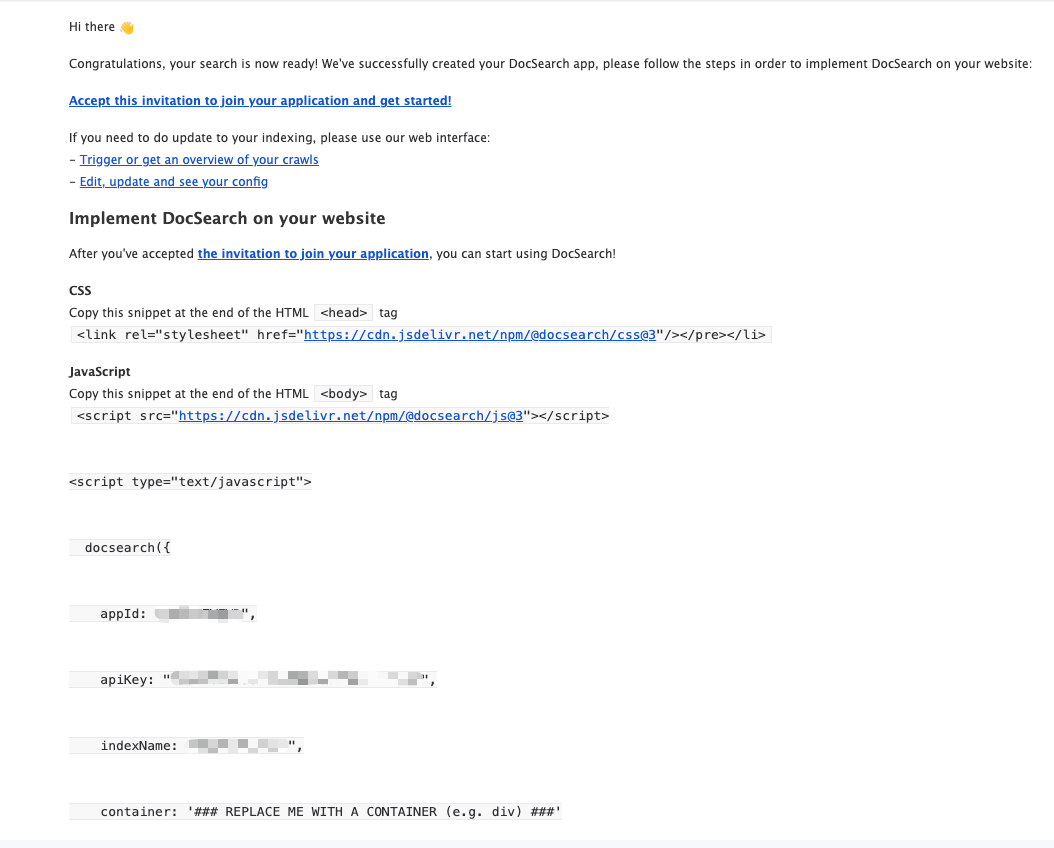 Hi there 👋
Congratulations, your search is now ready! We've successfully created your DocSearch app, please follow the steps in order to implement DocSearch on your website:
Accept this invitation to join your application and get started!
If you need to do update to your indexing, please use our web interface:
– Trigger or get an overview of your crawls
– Edit, update and see your config
Implement DocSearch on your website
After you've accepted the invitation to join your application, you can start using DocSearch!
CSS
Copy this snippet at the end of the HTML <head> tag
<link rel="stylesheet" href="https://cdn.jsdelivr.net/npm/@docsearch/css@3"/></pre></li>
JavaScript
Copy this snippet at the end of the HTML <body> tag
<script src="https://cdn.jsdelivr.net/npm/@docsearch/js@3"></script>
<script type="text/javascript">
docsearch({
appId: ",
apiKey: "",
indexName: ",
container: '### REPLACE ME WITH A CONTAINER (e.g. div) ###'